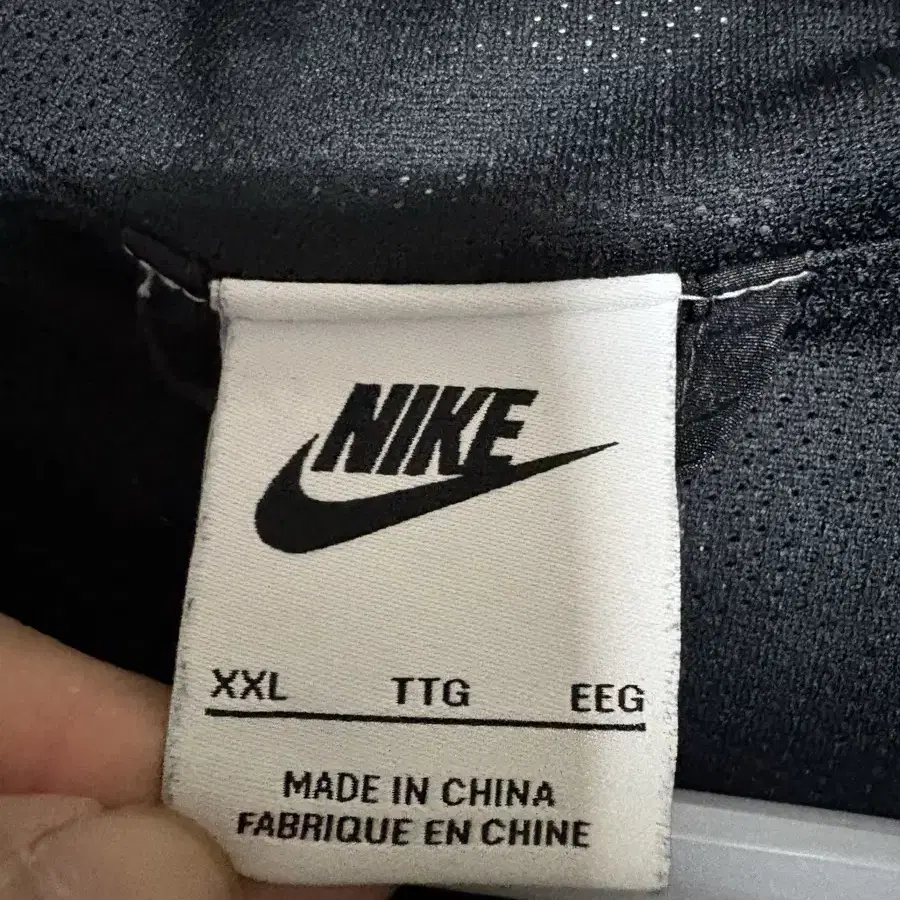 NIKE
XXL TTG EEG
MADE IN CHINA
FABRIQUE EN CHINE